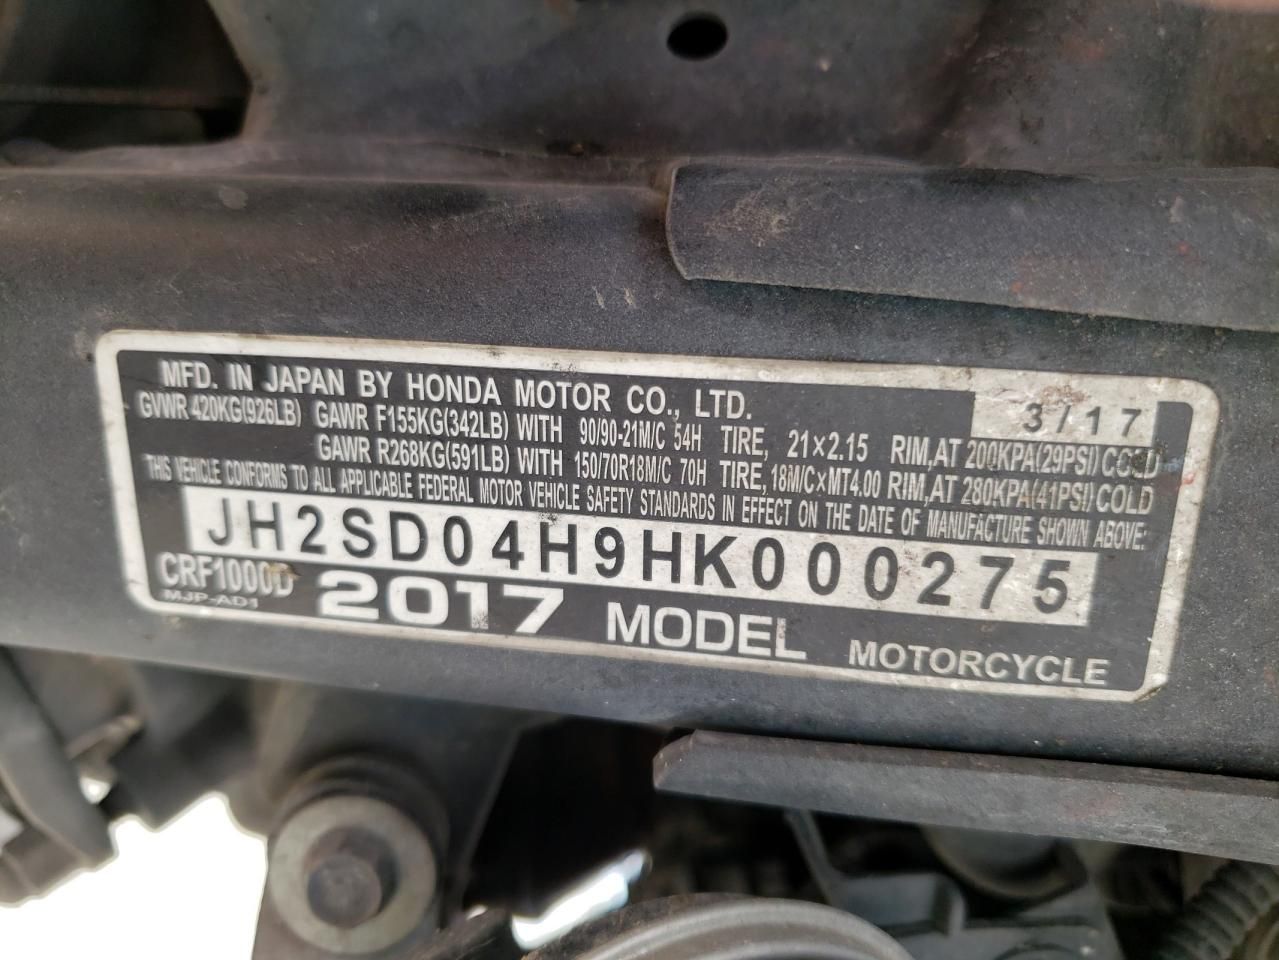 MFD. IN JAPAN BY HONDA MOTOR CO., LTD. 3/17
GVWR 420KG(926LB) GAWR F155KG(342LB) WITH 90/90-21M/C 54H TIRE, 21×2.15 RIM,AT 200KPA(29PSI)COLD
GAWR R268KG(591LB) WITH 150/70R18M/C 70H TIRE,18M/C×MT4.00 RIM,AT 280KPA(41PSI)COLD
THIS VEHICLE CONFORMS TO ALL APPLICABLE FEDERAL MOTOR VEHICLE SAFETY STANDARDS IN EFFECT ON THE DATE OF MANUFACTURE SHOWN ABOVE:
JH2SD04H9HK000275
CRF1000D 2017 MODEL MOTORCYCLE
MJP-AD1